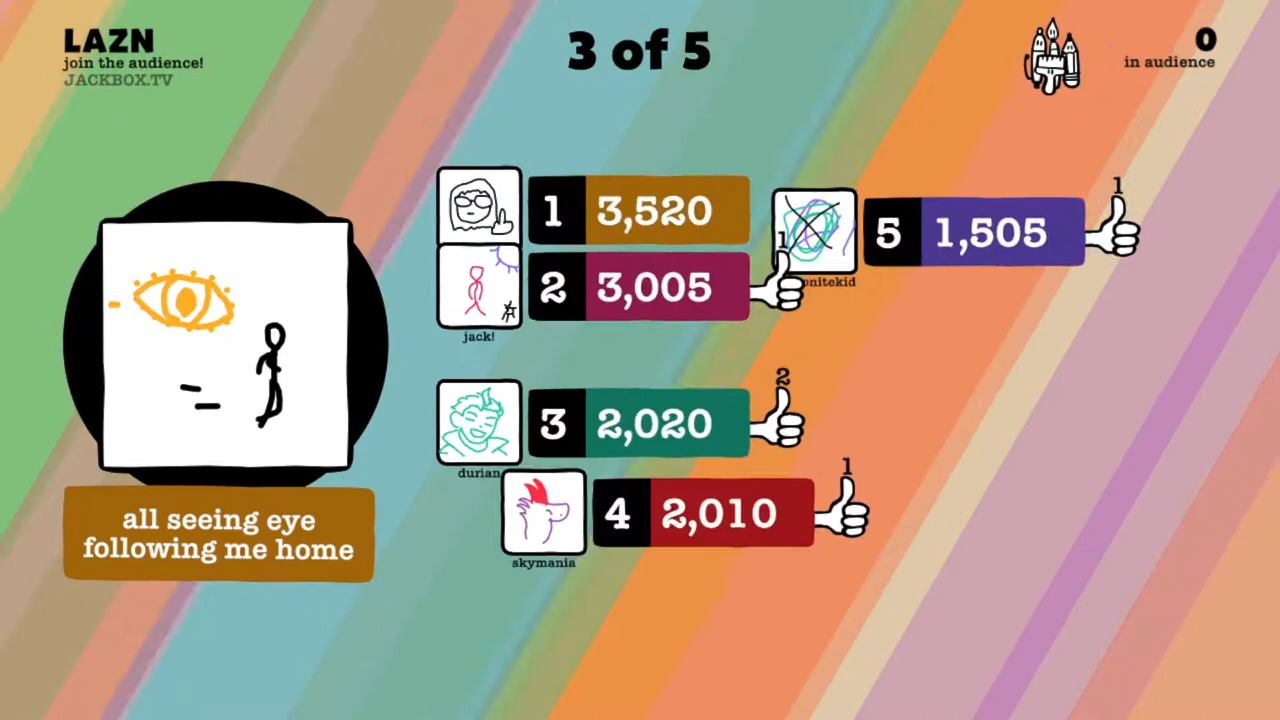 LAZN
join the audience!
JACKBOX.TV
3 of 5
0
in audience
1 3,520
2 3,005 1
jack!
3 2,020 2
durian
4 2,010 1
skymania
5 1,505 1
onitekid
all seeing eye
following me home